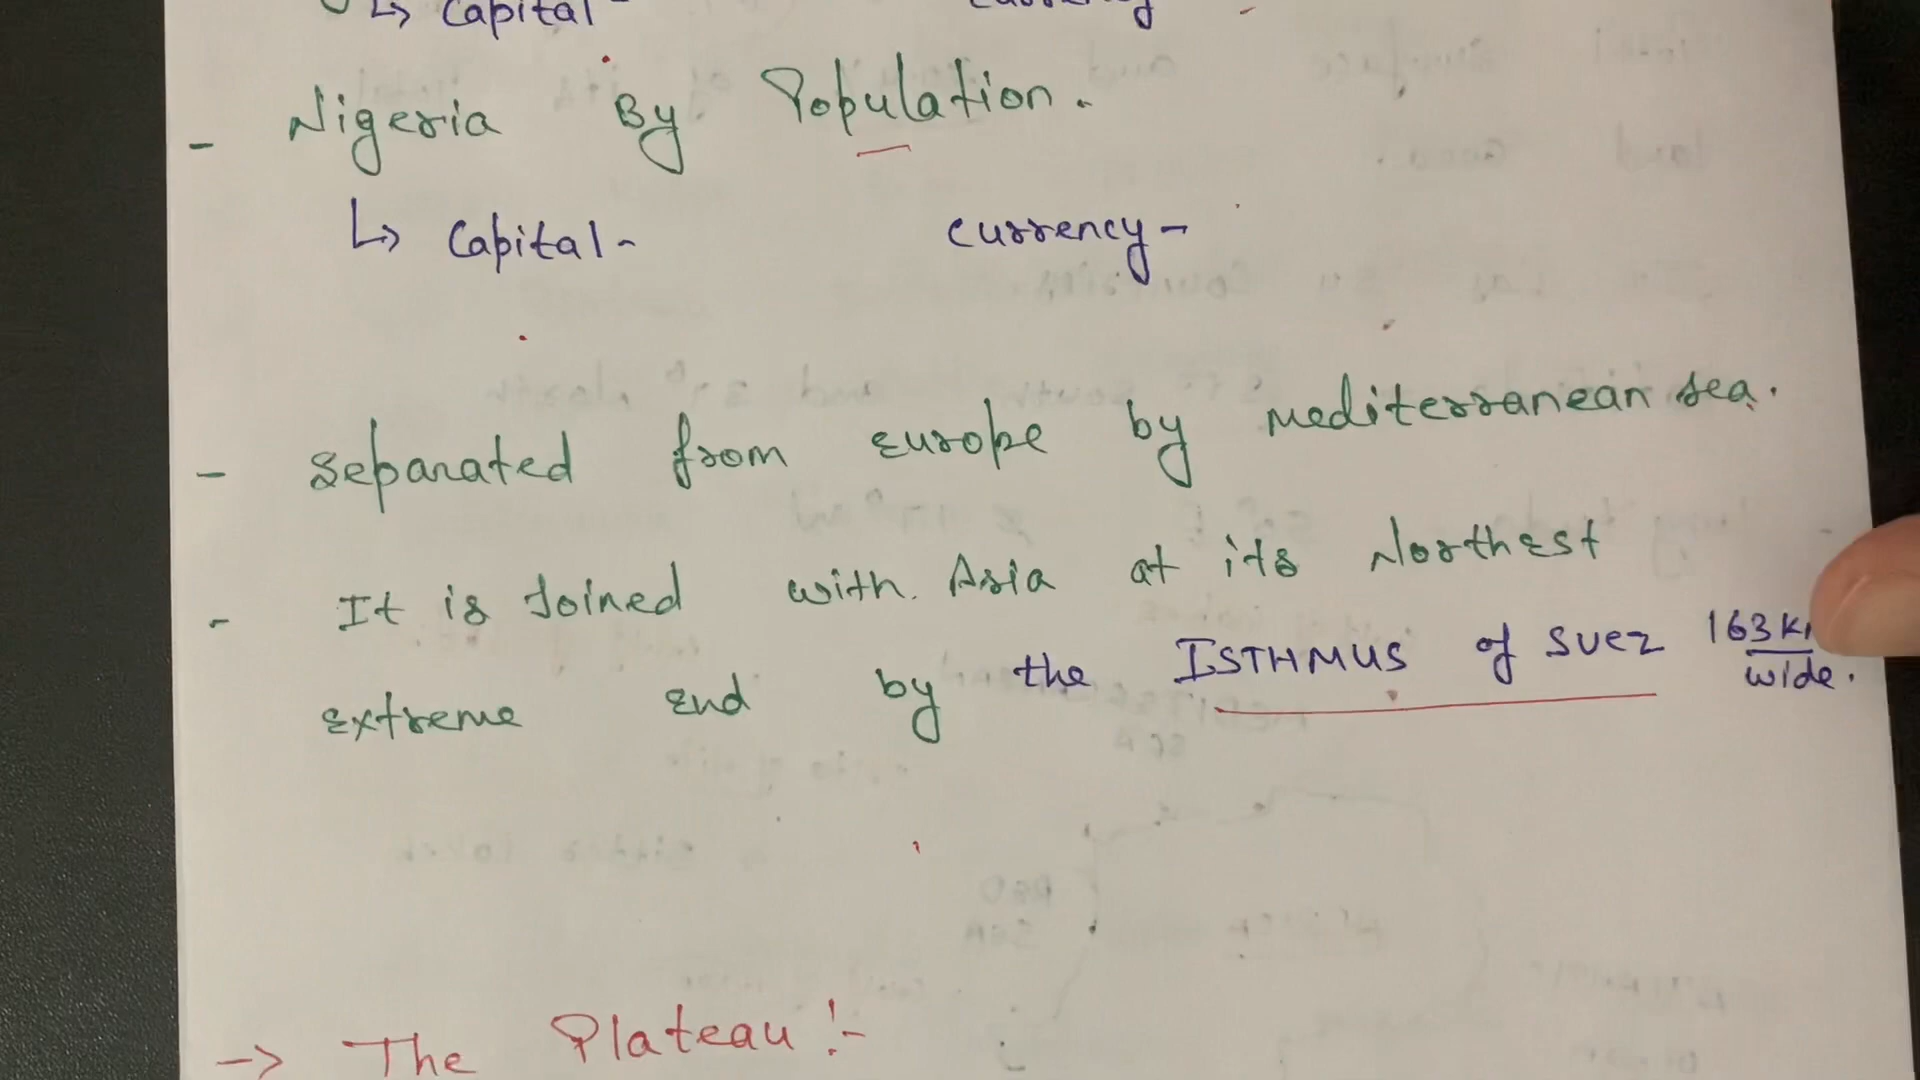 ↳ Capital -
- Nigeria By Population.
↳ Capital - currency -
- separated from Europe by mediterranean sea.
- It is Joined with Asia at its Northest
extreme End by the ISTHMUS of SUEZ 163 K
wide.
→ The Plateau :-